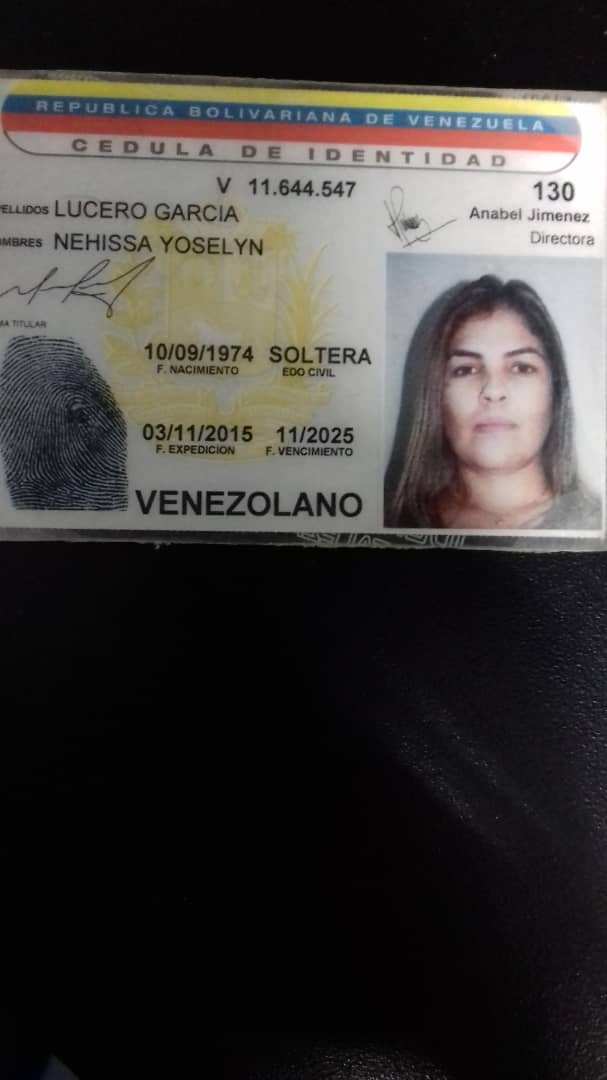 REPUBLICA BOLIVARIANA DE VENEZUELA
CEDULA DE IDENTIDAD
V 11.644.547
130
Anabel Jimenez
Directora
ELLIDOS LUCERO GARCIA
OMBRES NEHISSA YOSELYN
MA TITULAR
10/09/1974 SOLTERA
F. NACIMIENTO EDO CIVIL
03/11/2015 11/2025
F. EXPEDICION F. VENCIMIENTO
VENEZOLANO